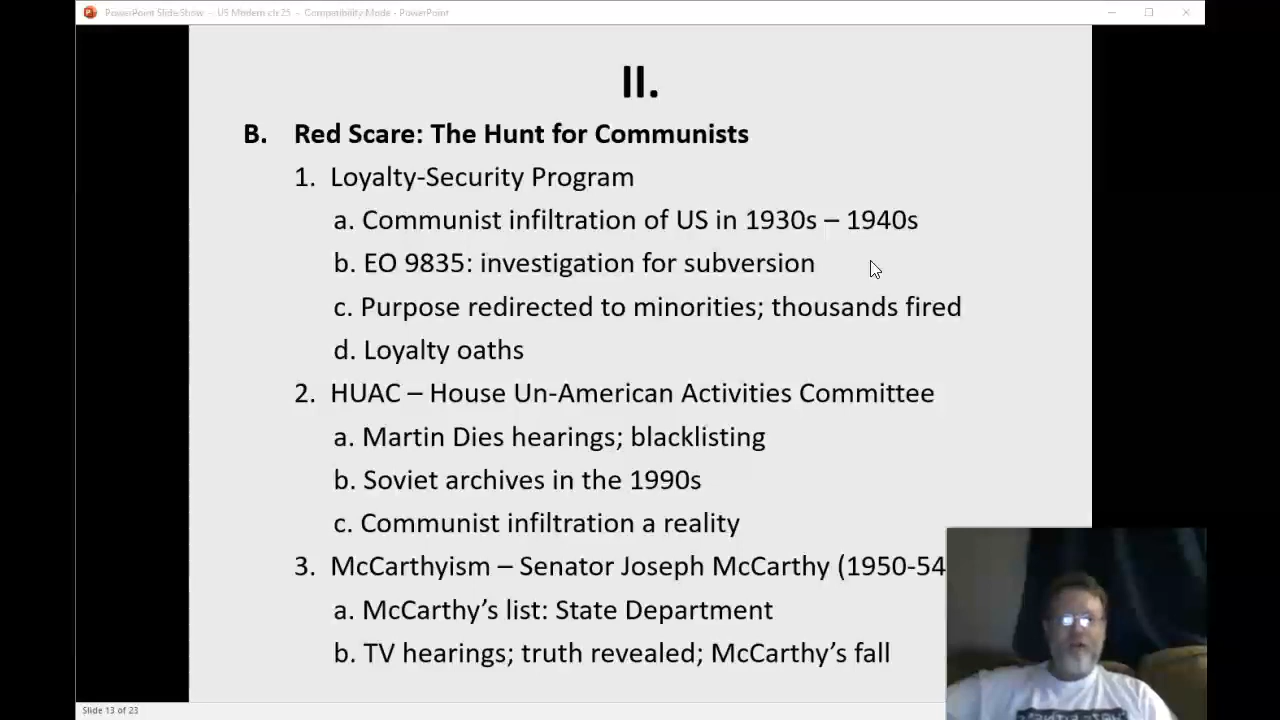 PowerPoint Slide Show - US Modern ch 25 - Compatibility Mode - PowerPoint
II.
B. Red Scare: The Hunt for Communists
1. Loyalty-Security Program
a. Communist infiltration of US in 1930s – 1940s
b. EO 9835: investigation for subversion
c. Purpose redirected to minorities; thousands fired
d. Loyalty oaths
2. HUAC – House Un-American Activities Committee
a. Martin Dies hearings; blacklisting
b. Soviet archives in the 1990s
c. Communist infiltration a reality
3. McCarthyism – Senator Joseph McCarthy (1950-54
a. McCarthy’s list: State Department
b. TV hearings; truth revealed; McCarthy’s fall
Slide 13 of 23